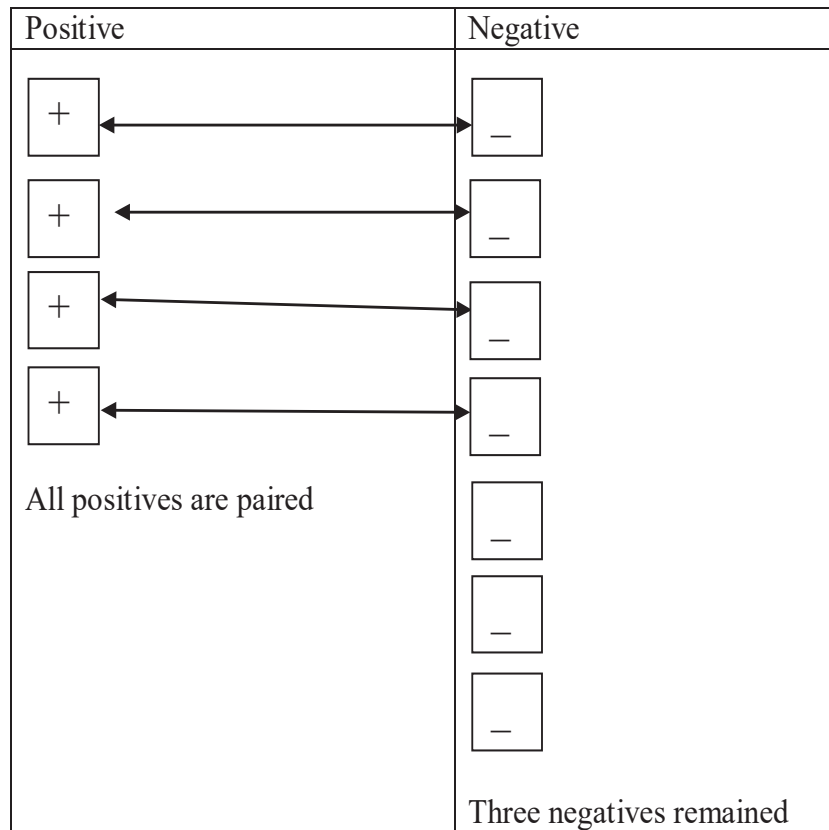 Positive Negative
+ _
+ _
+ _
+ _
All positives are paired
_
_
_
Three negatives remained